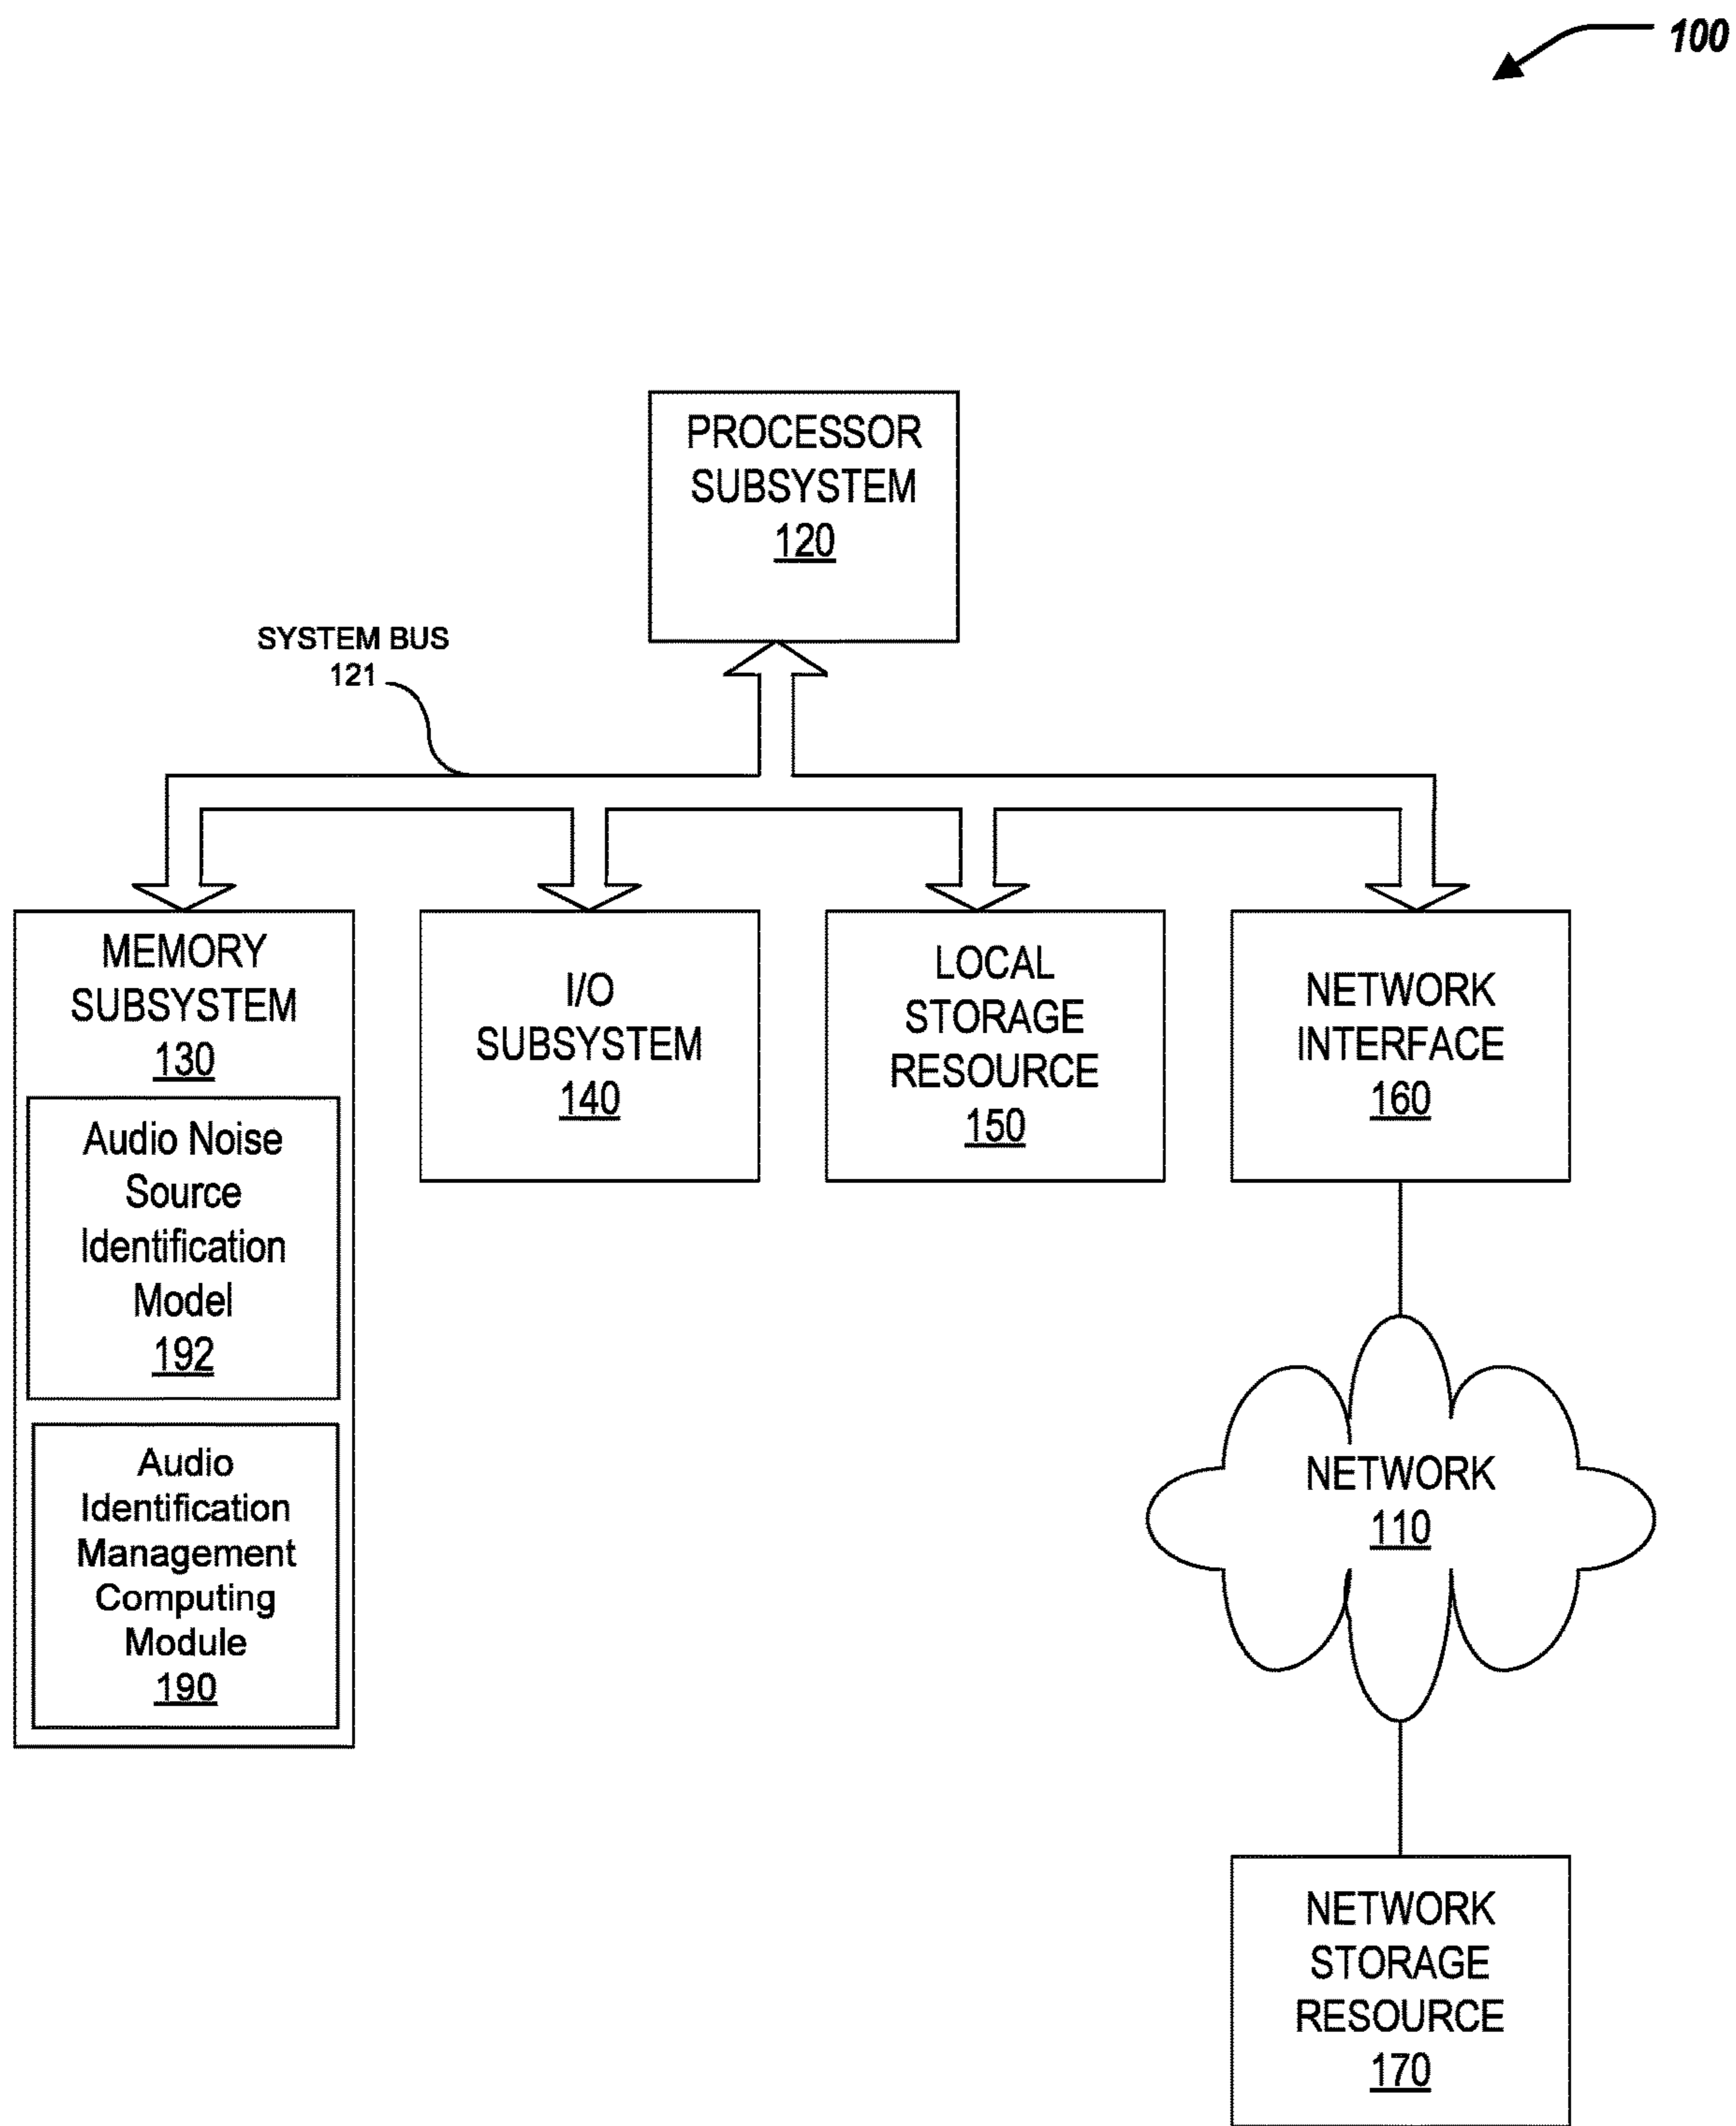 100
PROCESSOR
SUBSYSTEM
120
SYSTEM BUS
121
MEMORY
SUBSYSTEM
130
Audio Noise
Source
Identification
Model
192
Audio
Identification
Management
Computing
Module
190
I/O
SUBSYSTEM
140
LOCAL
STORAGE
RESOURCE
150
NETWORK
INTERFACE
160
NETWORK
110
NETWORK
STORAGE
RESOURCE
170